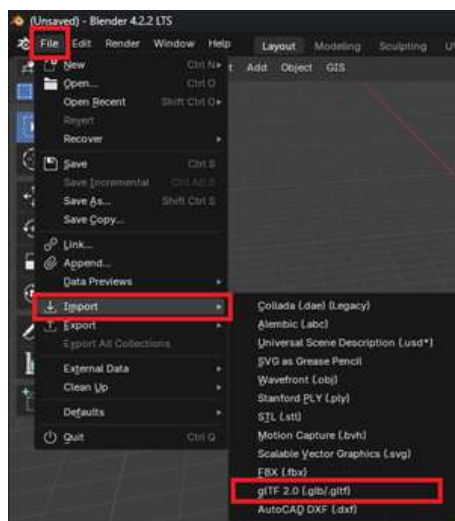 (Unsaved) - Blender 4.2.2 LTS
File Edit Render Window Help Layout Modeling Sculpting
New Ctrl N
Add Object GIS
Open... Ctrl O
Open Recent Shift Ctrl O
Revert
Recover
Save Ctrl S
Save Incremental Ctrl Alt S
Save As... Shift Ctrl S
Save Copy...
Link...
Append...
Data Previews
Import
Collada (.dae) (Legacy)
Export
Alembic (.abc)
Export All Collections
Universal Scene Description (.usd*)
SVG as Grease Pencil
External Data
Wavefront (.obj)
Clean Up
Stanford PLY (.ply)
Defaults
STL (.stl)
Quit Ctrl Q
Motion Capture (.bvh)
Scalable Vector Graphics (.svg)
FBX (.fbx)
glTF 2.0 (.glb/.gltf)
AutoCAD DXF (.dxf)